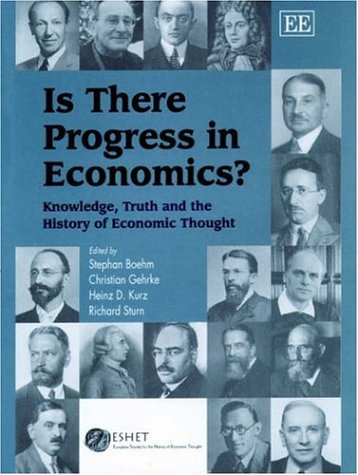 EE
Is There
Progress in
Economics?
Knowledge, Truth and the
History of Economic Thought
Edited by
Stephan Boehm
Christian Gehrke
Heinz D. Kurz
Richard Sturn
ESHET
European Society for the History of Economic Thought